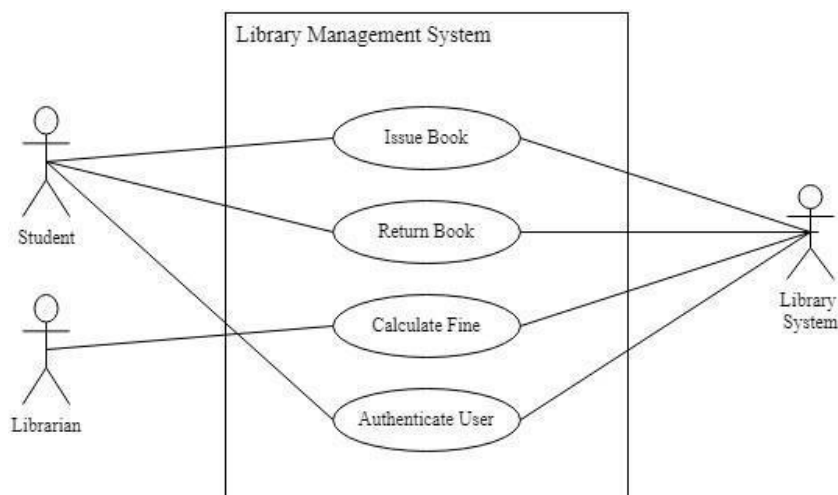 Library Management System
Issue Book
Student
Return Book
Library
System
Calculate Fine
Librarian
Authenticate User